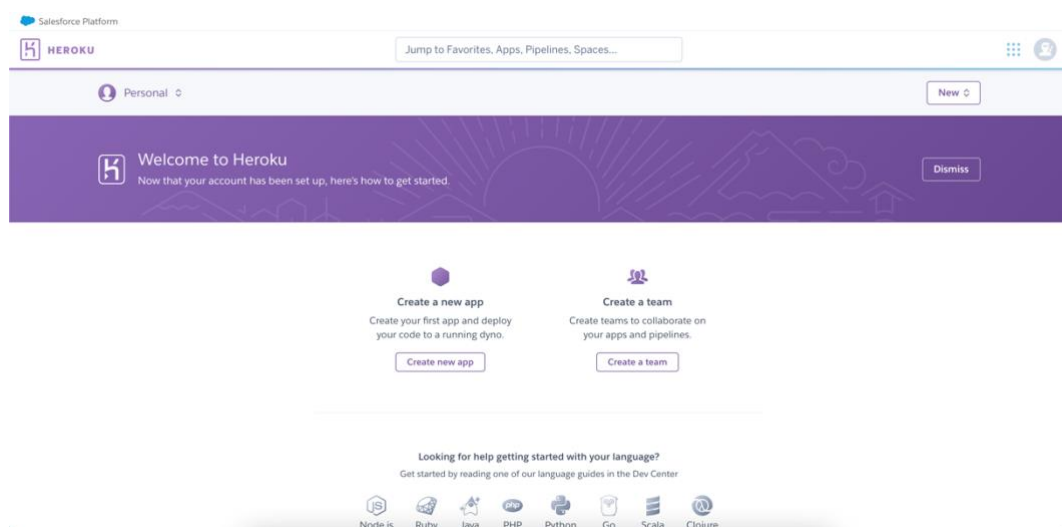 Salesforce Platform
HEROKU
Jump to Favorites, Apps, Pipelines, Spaces...
Personal
New
Welcome to Heroku
Now that your account has been set up, here's how to get started.
Dismiss
Create a new app
Create your first app and deploy
your code to a running dyno.
Create new app
Create a team
Create teams to collaborate on
your apps and pipelines.
Create a team
Looking for help getting started with your language?
Get started by reading one of our language guides in the Dev Center
JS php
Node.js Ruby Java PHP Python Go Scala Clojure